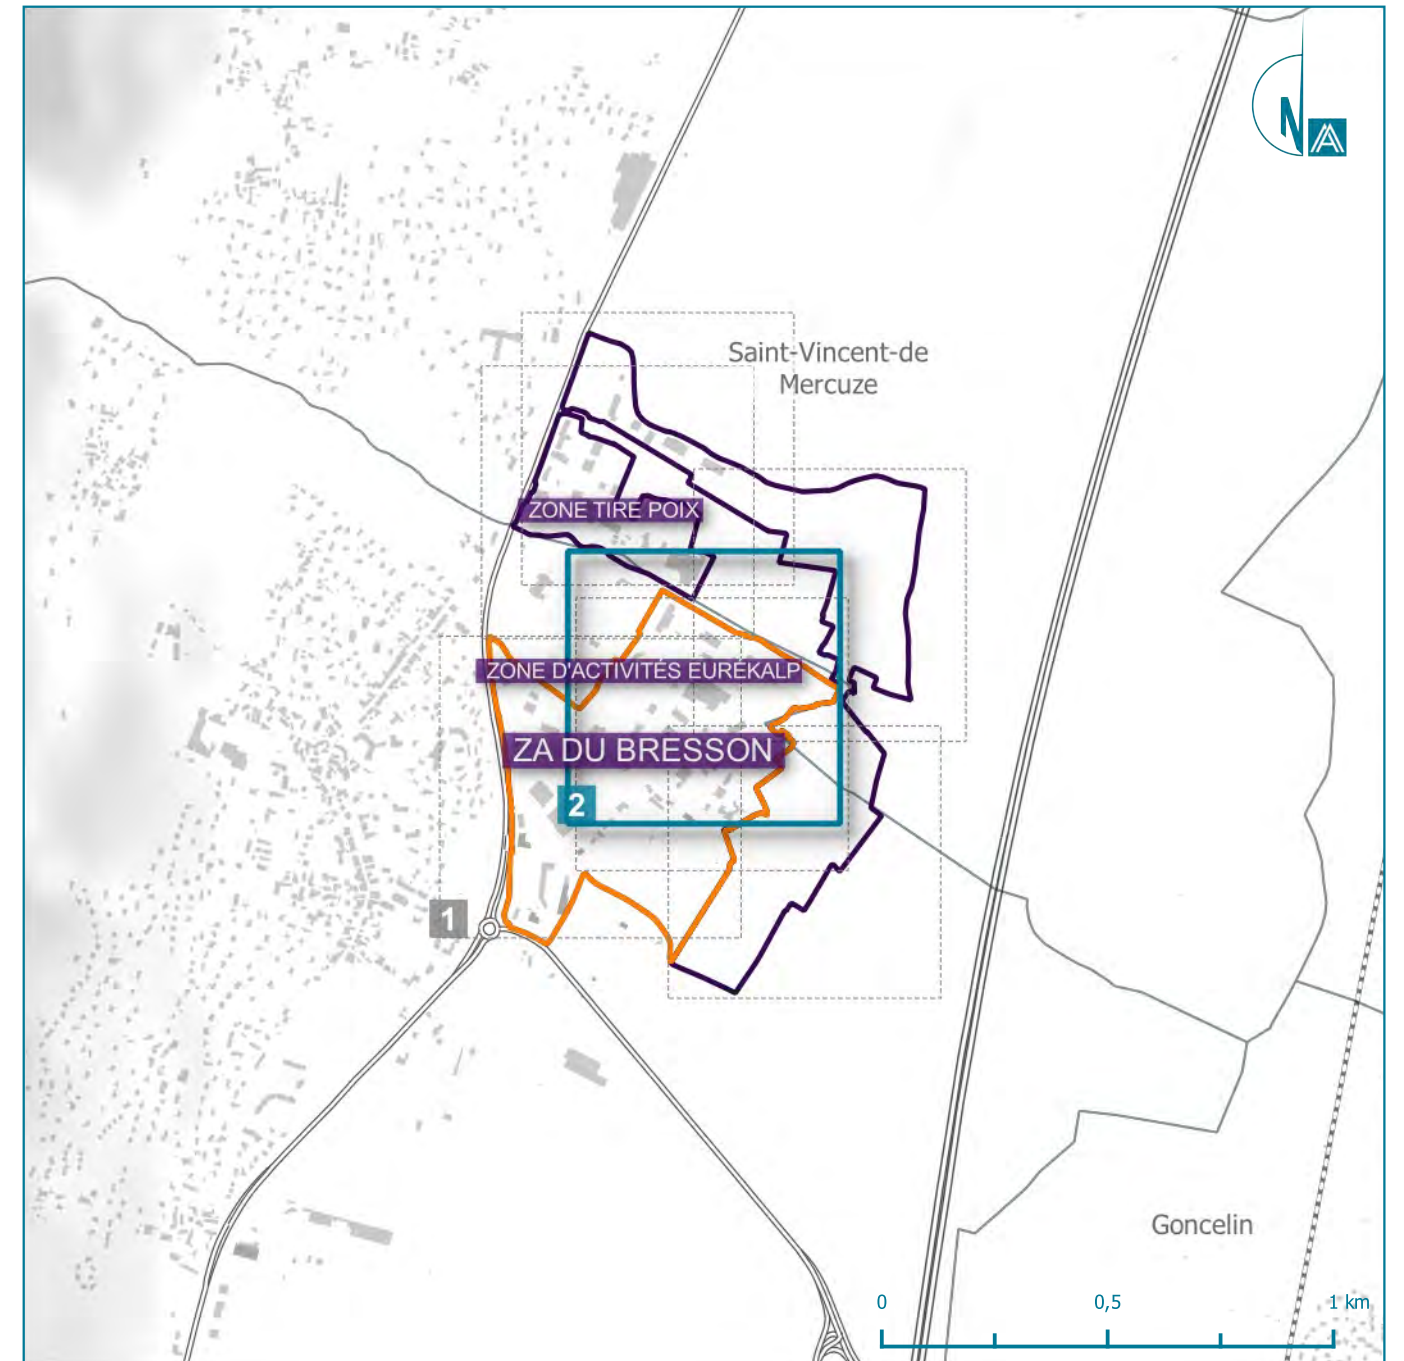 N
Saint-Vincent-de
Mercuze
ZONE TIRE POIX
ZONE D'ACTIVITÉS EURÉKALP
ZA DU BRESSON
2
1
Goncelin
0 0,5 1 km